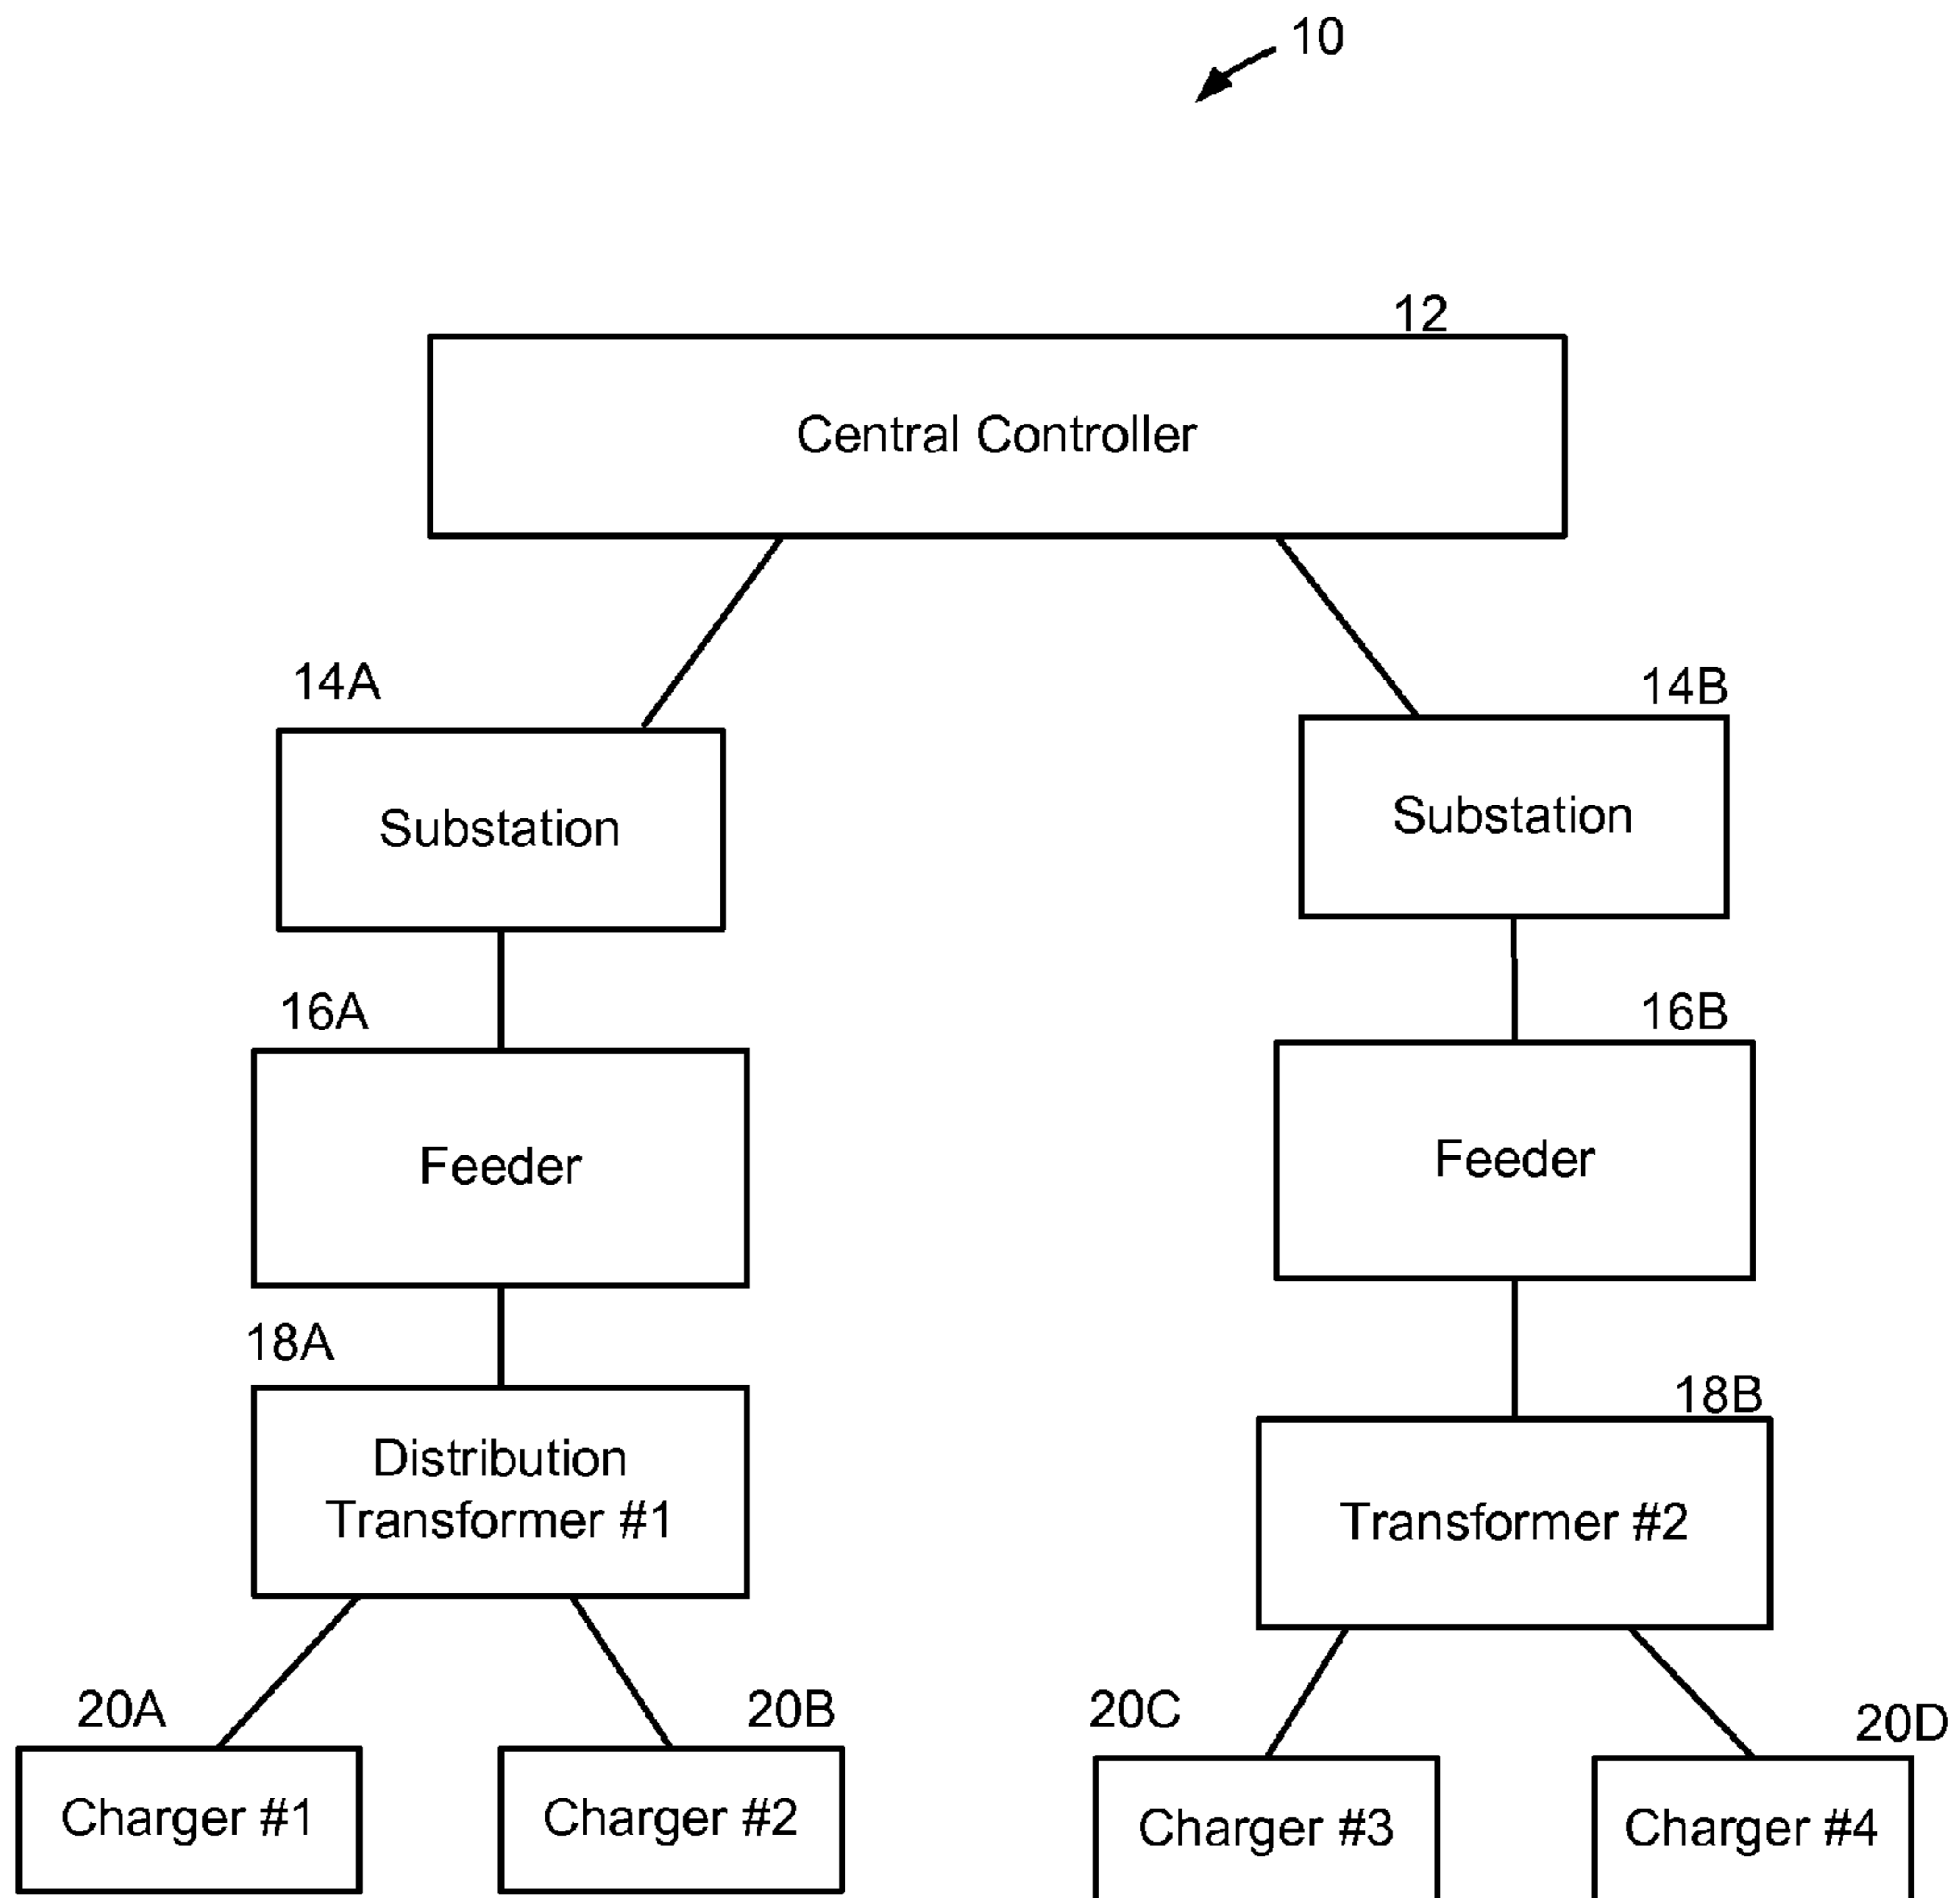 10
12
Central Controller
14A
14B
Substation
Substation
16A
16B
Feeder
Feeder
18A
18B
Distribution
Transformer #1
Transformer #2
20A
20B
20C
20D
Charger #1
Charger #2
Charger #3
Charger #4